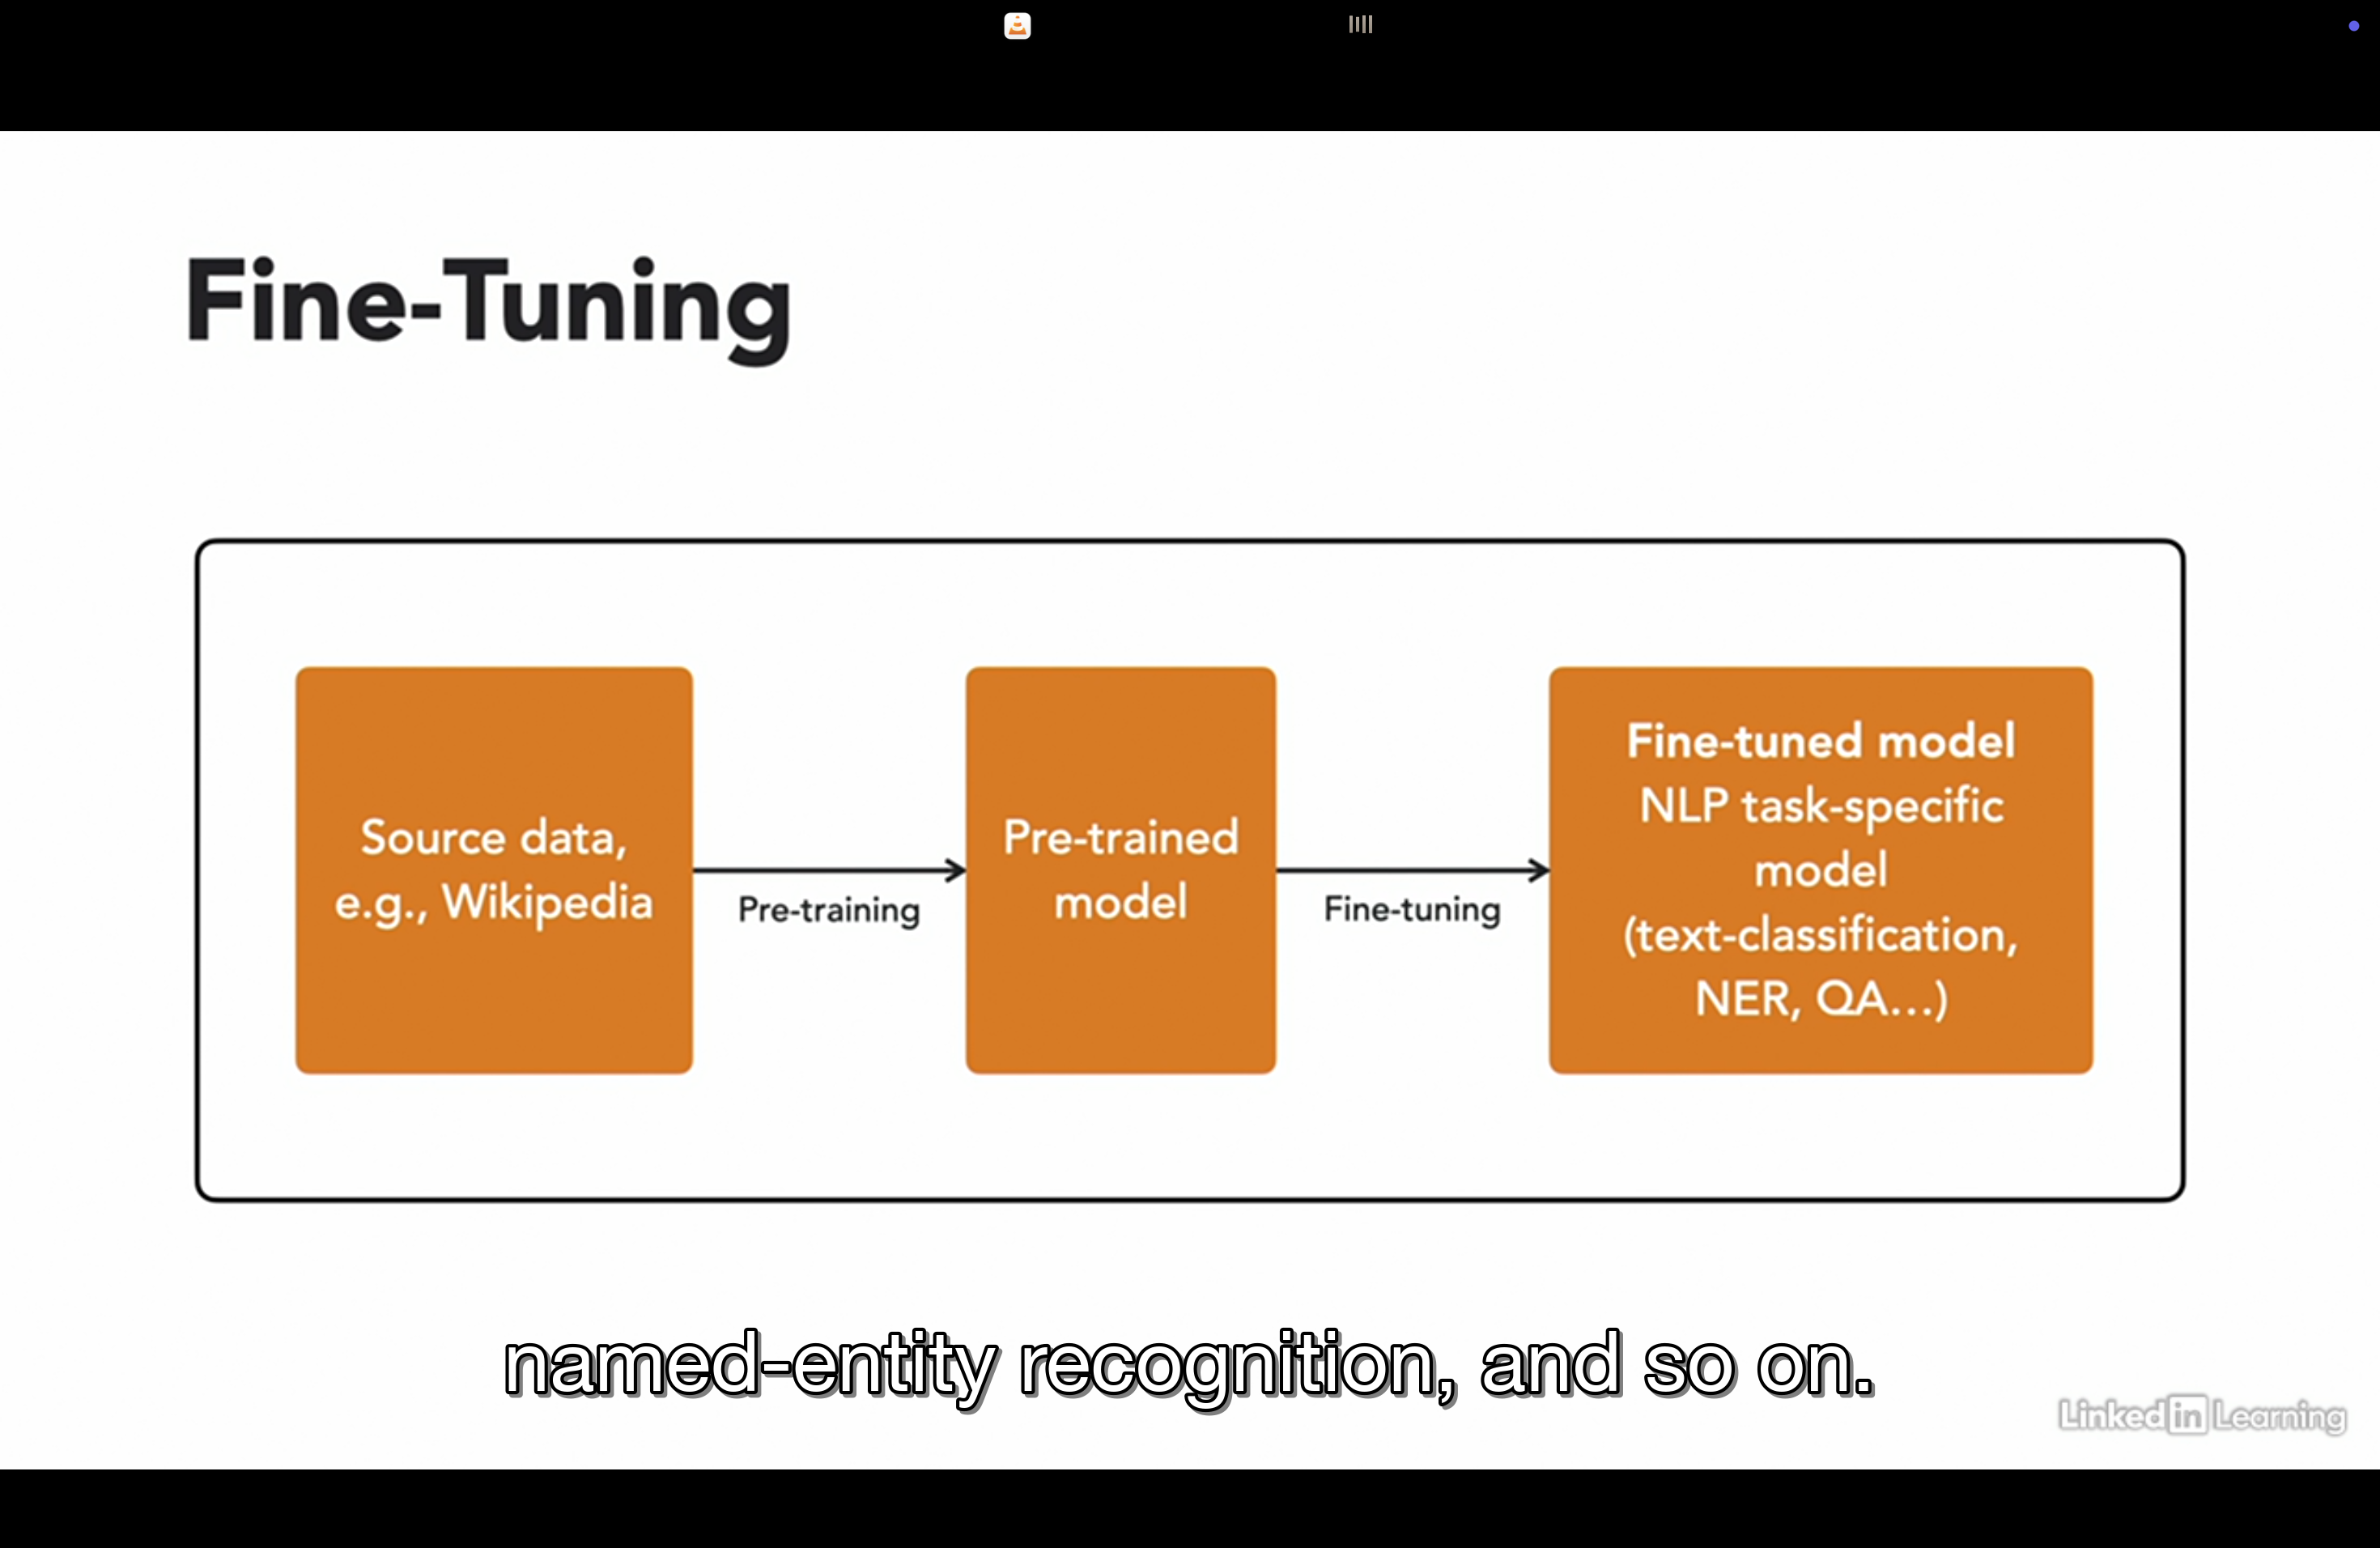 Fine-Tuning
Source data,
e.g., Wikipedia
Pre-training
Pre-trained
model
Fine-tuning
Fine-tuned model
NLP task-specific
model
(text-classification,
NER, QA...)
named-entity recognition, and so on.
Linked in Learning